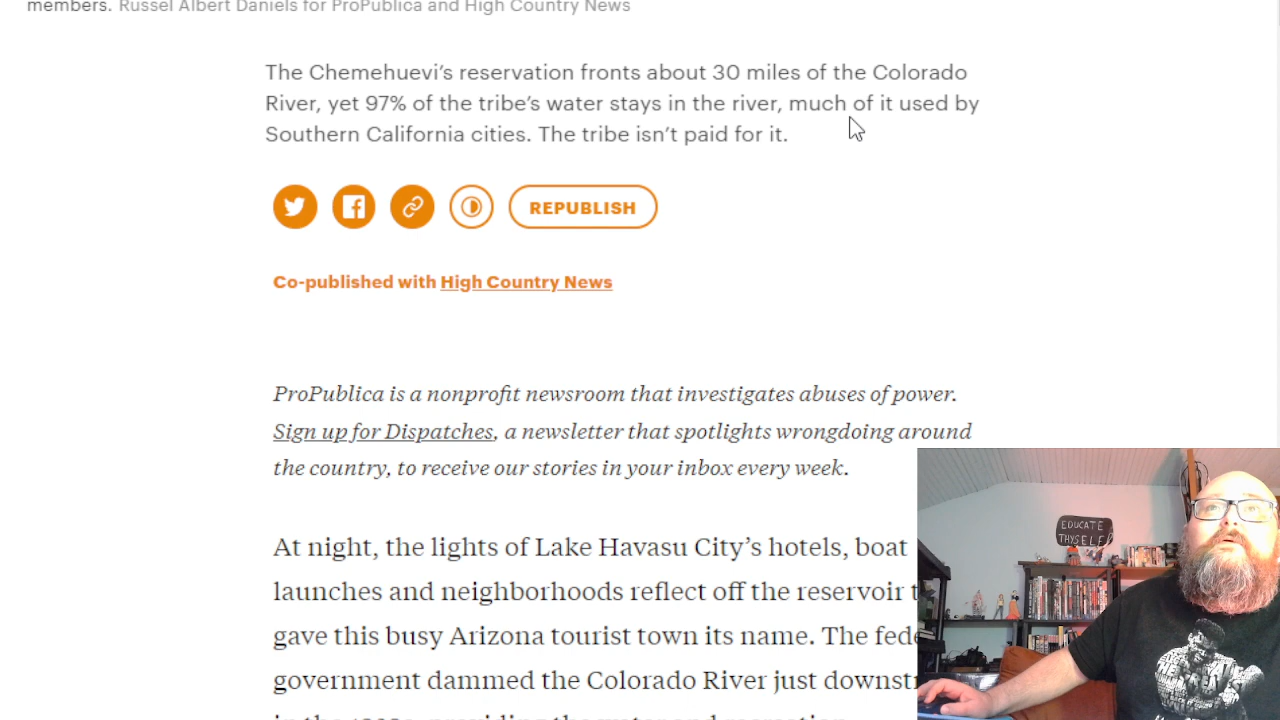 members. Russel Albert Daniels for ProPublica and High Country News
The Chemehuevi's reservation fronts about 30 miles of the Colorado
River, yet 97% of the tribe's water stays in the river, much of it used by
Southern California cities. The tribe isn't paid for it.
REPUBLISH
Co-published with High Country News
ProPublica is a nonprofit newsroom that investigates abuses of power.
Sign up for Dispatches, a newsletter that spotlights wrongdoing around
the country, to receive our stories in your inbox every week.
At night, the lights of Lake Havasu City's hotels, boat
launches and neighborhoods reflect off the reservoir
gave this busy Arizona tourist town its name. The
government dammed the Colorado River just
EDUCATE
THYSELF